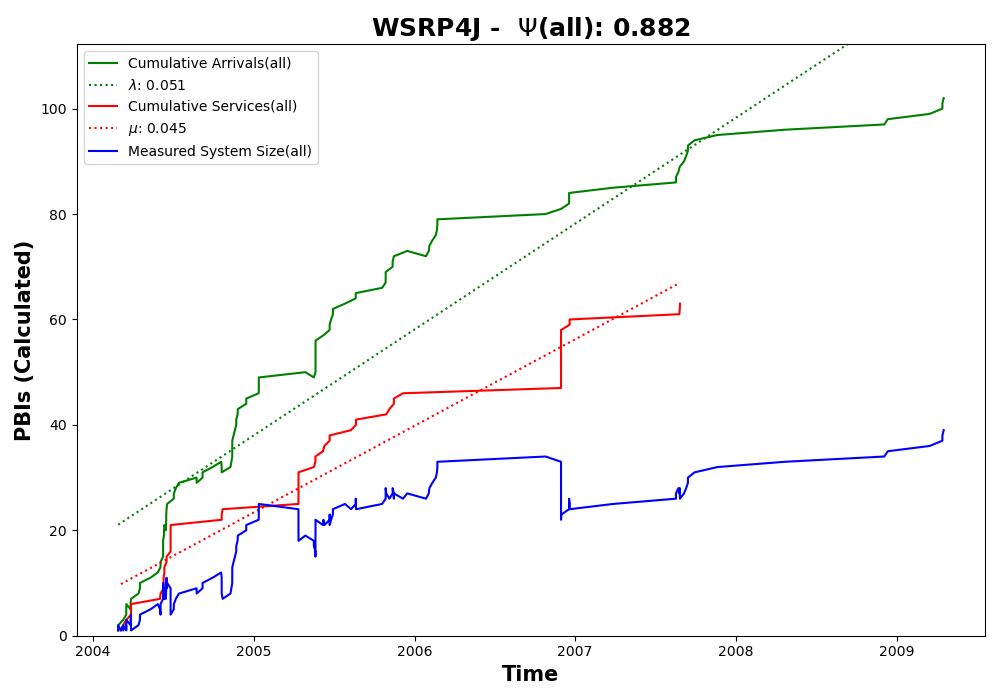 WSRP4J - Ψ(all): 0.882
Cumulative Arrivals(all)
λ: 0.051
Cumulative Services(all)
μ: 0.045
Measured System Size(all)
PBIs (Calculated)
100
80
60
40
20
0
2004 2005 2006 2007 2008 2009
Time